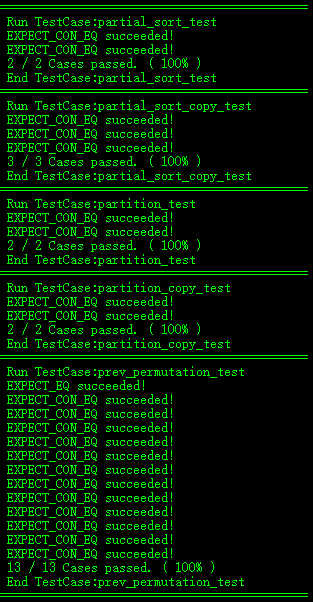 Run TestCase:partial_sort_test
EXPECT_CON_EQ succeeded!
EXPECT_CON_EQ succeeded!
2 / 2 Cases passed. ( 100% )
End TestCase:partial_sort_test
Run TestCase:partial_sort_copy_test
EXPECT_CON_EQ succeeded!
EXPECT_CON_EQ succeeded!
EXPECT_CON_EQ succeeded!
3 / 3 Cases passed. ( 100% )
End TestCase:partial_sort_copy_test
Run TestCase:partition_test
EXPECT_CON_EQ succeeded!
EXPECT_CON_EQ succeeded!
2 / 2 Cases passed. ( 100% )
End TestCase:partition_test
Run TestCase:partition_copy_test
EXPECT_CON_EQ succeeded!
EXPECT_CON_EQ succeeded!
2 / 2 Cases passed. ( 100% )
End TestCase:partition_copy_test
Run TestCase:prev_permutation_test
EXPECT_EQ succeeded!
EXPECT_CON_EQ succeeded!
EXPECT_CON_EQ succeeded!
EXPECT_CON_EQ succeeded!
EXPECT_CON_EQ succeeded!
EXPECT_CON_EQ succeeded!
EXPECT_CON_EQ succeeded!
EXPECT_CON_EQ succeeded!
EXPECT_CON_EQ succeeded!
EXPECT_CON_EQ succeeded!
EXPECT_CON_EQ succeeded!
EXPECT_CON_EQ succeeded!
EXPECT_CON_EQ succeeded!
13 / 13 Cases passed. ( 100% )
End TestCase:prev_permutation_test